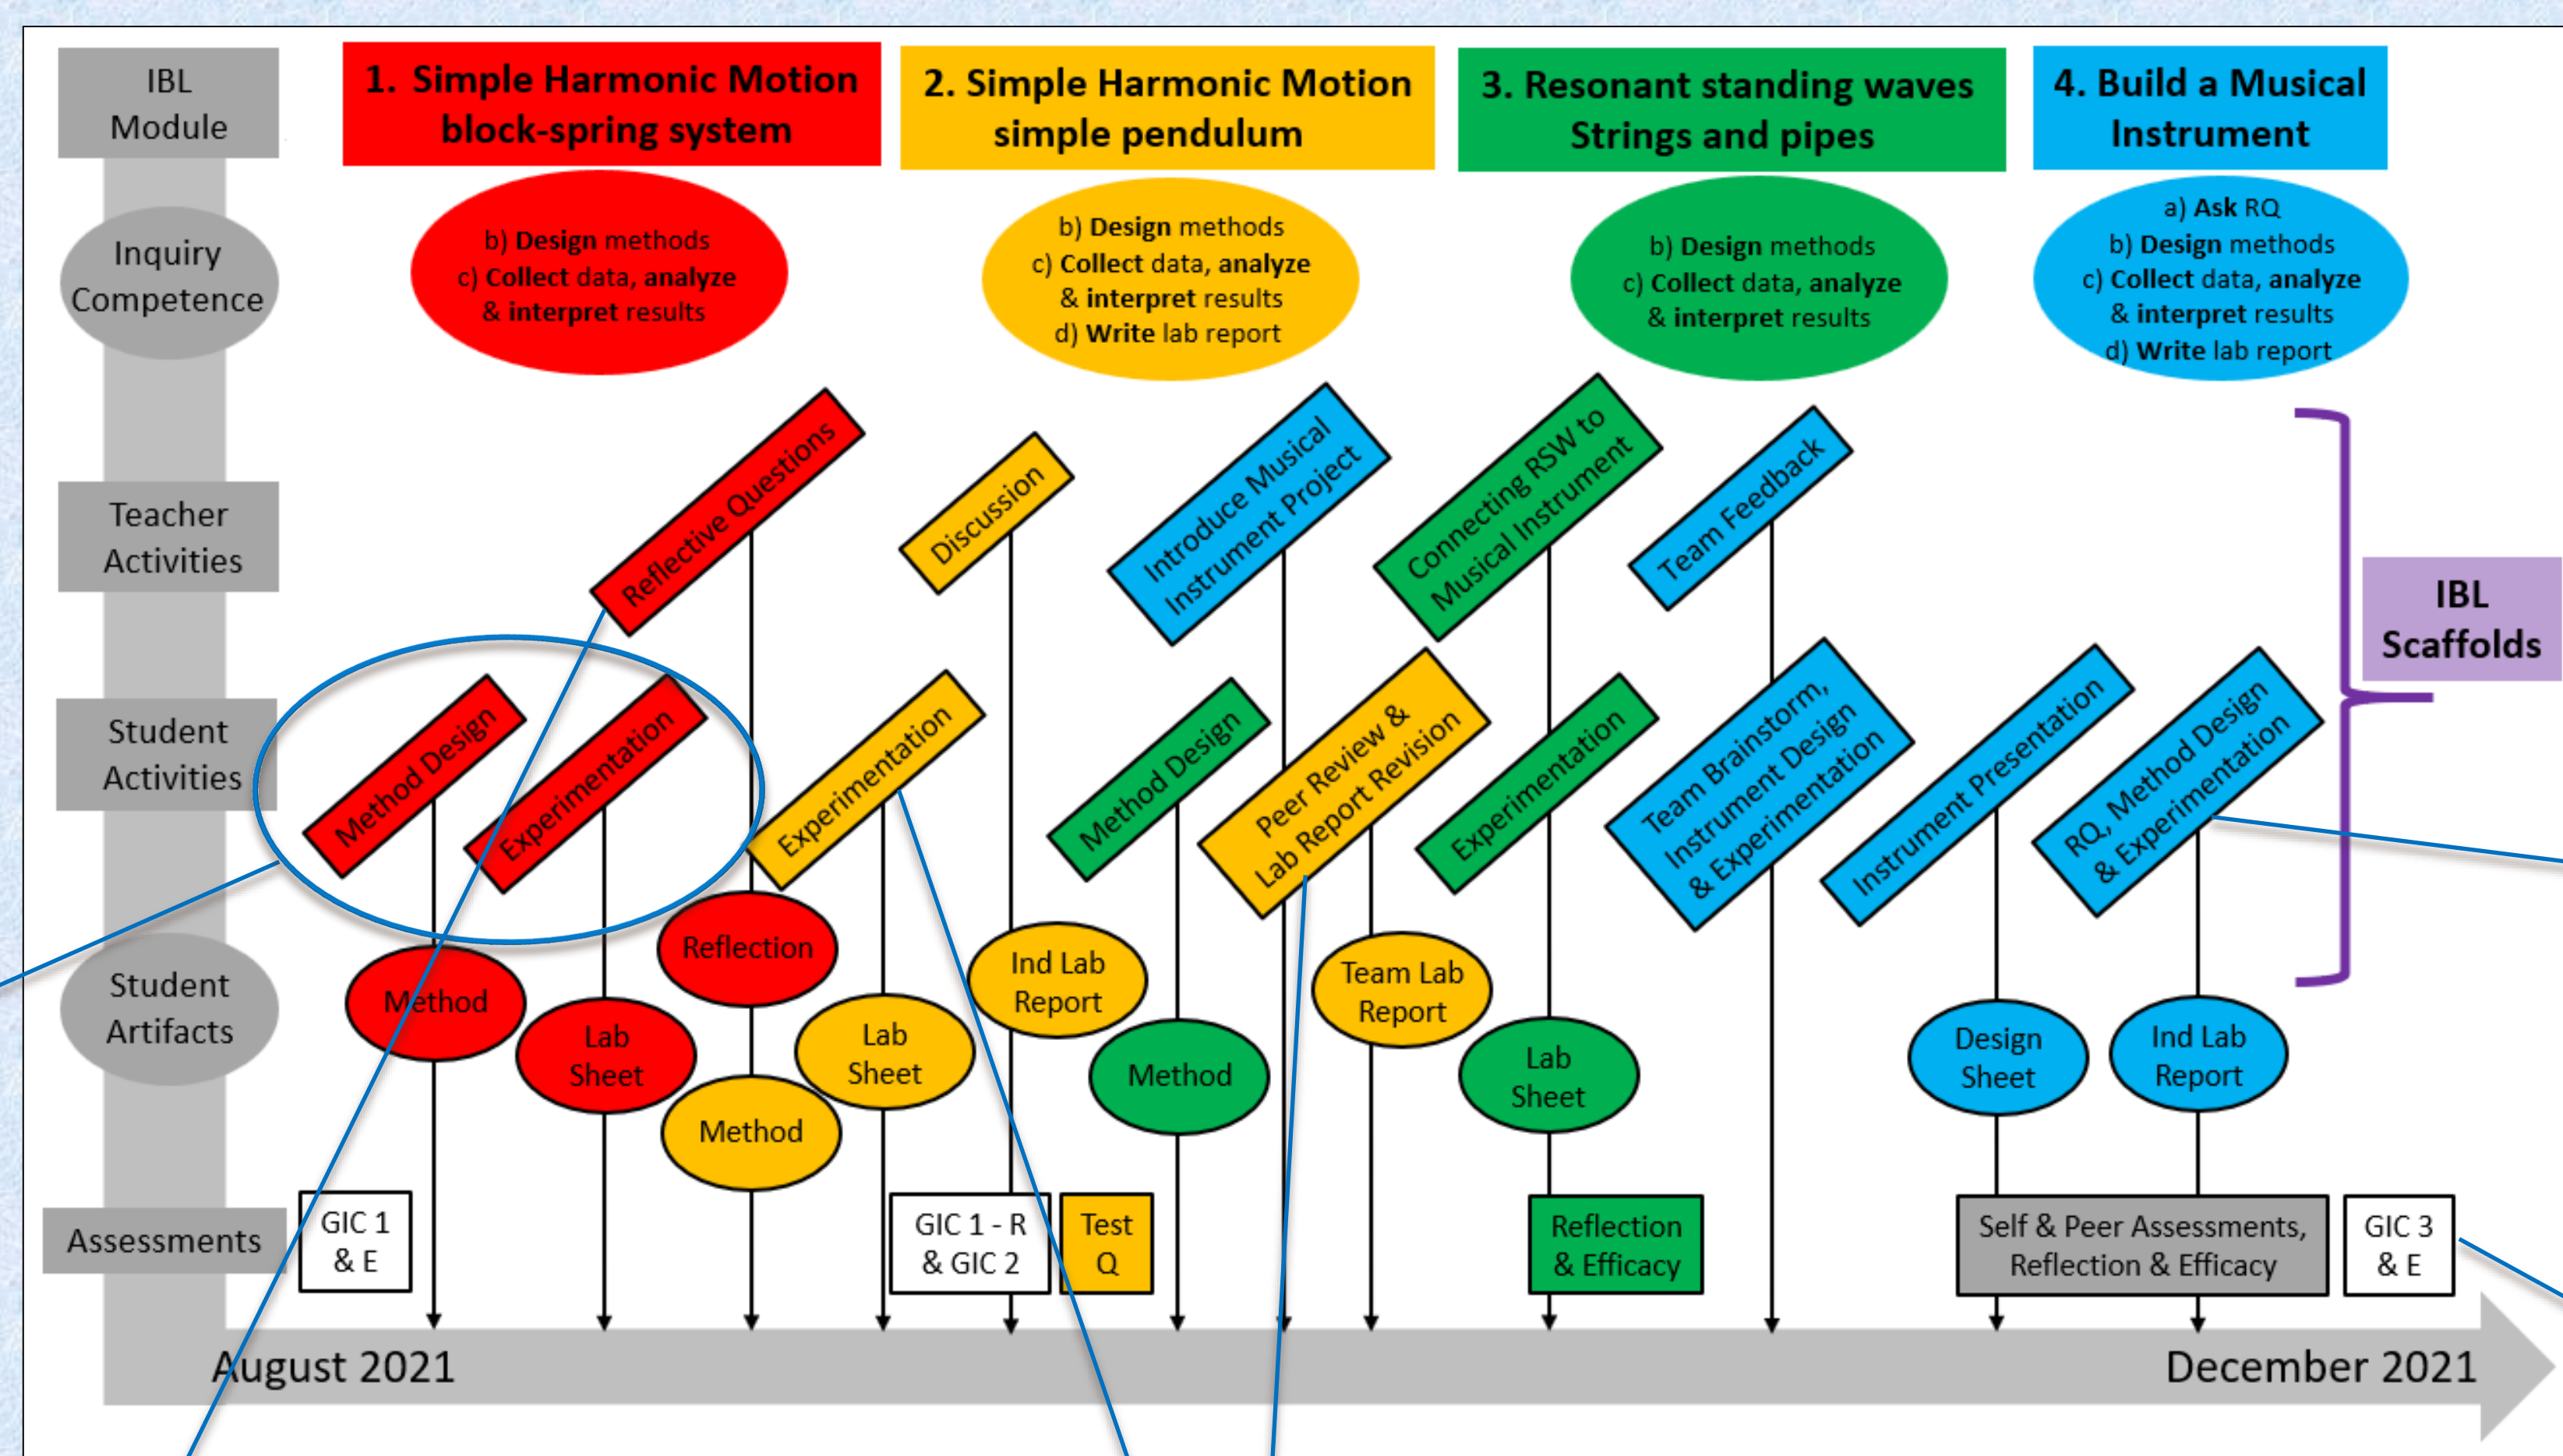 IBL
Module
1. Simple Harmonic Motion
block-spring system
2. Simple Harmonic Motion
simple pendulum
3. Resonant standing waves
Strings and pipes
4. Build a Musical
Instrument
Inquiry
Competence
b) Design methods
c) Collect data, analyze
& interpret results
b) Design methods
c) Collect data, analyze
& interpret results
d) Write lab report
b) Design methods
c) Collect data, analyze
& interpret results
a) Ask RQ
b) Design methods
c) Collect data, analyze
& interpret results
d) Write lab report
Teacher
Activities
Reflective Questions
Discussion
Introduce Musical
Instrument Project
Connecting RSW to
Musical Instrument
Team Feedback
IBL
Scaffolds
Student
Activities
Method Design
Experimentation
Experimentation
Method Design
Peer Review &
Lab Report Revision
Experimentation
Team Brainstorm,
Instrument Design
& Experimentation
Instrument Presentation
RQ, Method Design
& Experimentation
Student
Artifacts
Method
Lab
Sheet
Reflection
Method
Lab
Sheet
Ind Lab
Report
Method
Team Lab
Report
Lab
Sheet
Design
Sheet
Ind Lab
Report
Assessments
GIC 1
& E
GIC 1 - R
& GIC 2
Test
Q
Reflection
& Efficacy
Self & Peer Assessments,
Reflection & Efficacy
GIC 3
& E
August 2021
December 2021